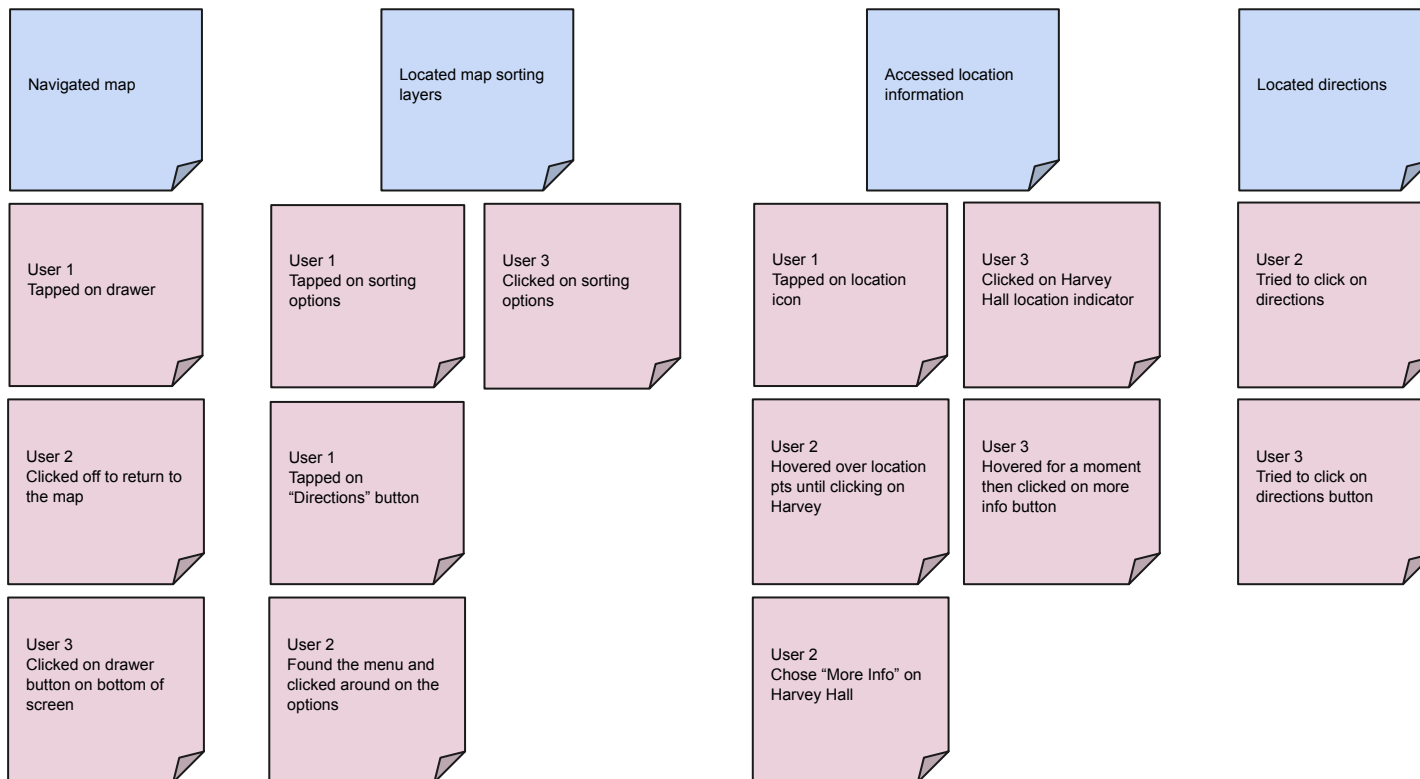 Navigated map
Located map sorting
layers
Accessed location
information
Located directions
User 1
Tapped on drawer
User 1
Tapped on sorting
options
User 3
Clicked on sorting
options
User 1
Tapped on location
icon
User 3
Clicked on Harvey
Hall location indicator
User 2
Tried to click on
directions
User 2
Clicked off to return to
the map
User 1
Tapped on
“Directions” button
User 2
Hovered over location
pts until clicking on
Harvey
User 3
Hovered for a moment
then clicked on more
info button
User 3
Tried to click on
directions button
User 3
Clicked on drawer
button on bottom of
screen
User 2
Found the menu and
clicked around on the
options
User 2
Chose “More Info” on
Harvey Hall